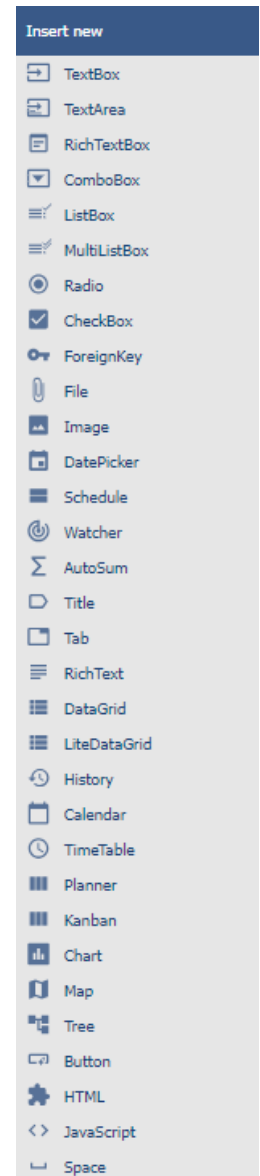 Insert new
TextBox
TextArea
RichTextBox
ComboBox
ListBox
MultiListBox
Radio
CheckBox
ForeignKey
File
Image
DatePicker
Schedule
Watcher
AutoSum
Title
Tab
RichText
DataGrid
LiteDataGrid
History
Calendar
TimeTable
Planner
Kanban
Chart
Map
Tree
Button
HTML
JavaScript
Space